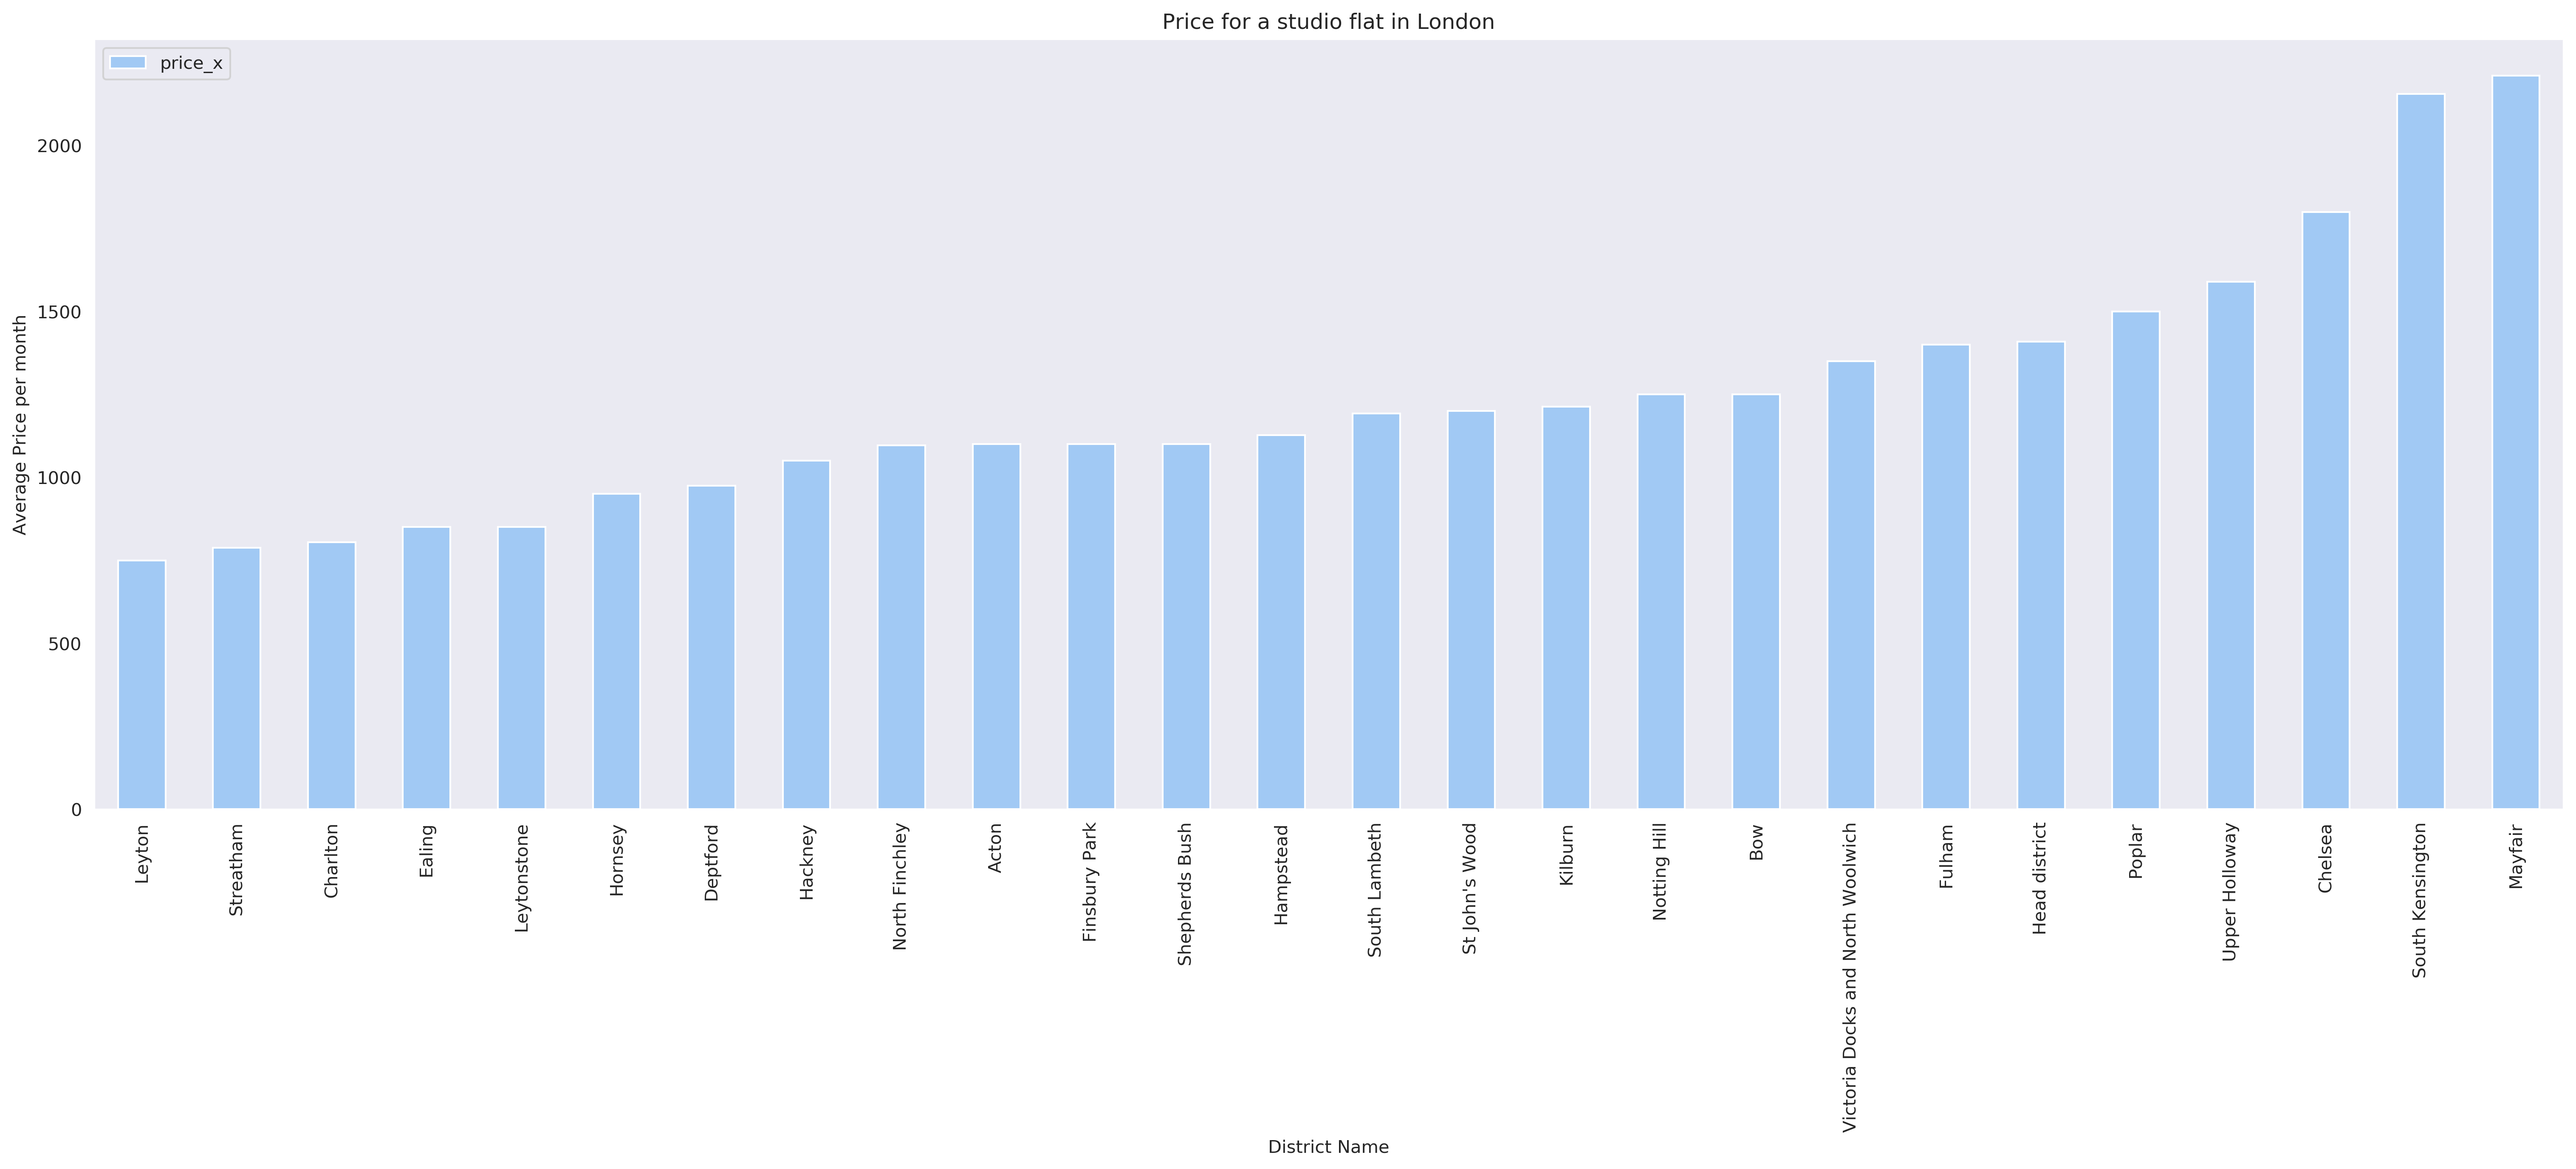 Price for a studio flat in London
price_x
Average Price per month
2000
1500
1000
500
0
Leyton
Streatham
Charlton
Ealing
Leytonstone
Hornsey
Deptford
Hackney
North Finchley
Acton
Finsbury Park
Shepherds Bush
Hampstead
South Lambeth
St John's Wood
Kilburn
Notting Hill
Bow
Victoria Docks and North Woolwich
Fulham
Head district
Poplar
Upper Holloway
Chelsea
South Kensington
Mayfair
District Name